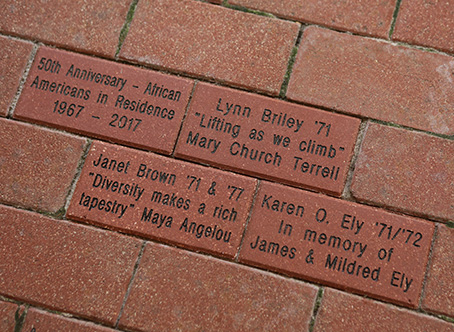 50th Anniversary - African
Americans in Residence
1967 - 2017
Lynn Briley '71
"Lifting as we climb"
Mary Church Terrell
Janet Brown '71 & '77
"Diversity makes a rich
tapestry" Maya Angelou
Karen O. Ely '71/'72
In memory of
James & Mildred Ely